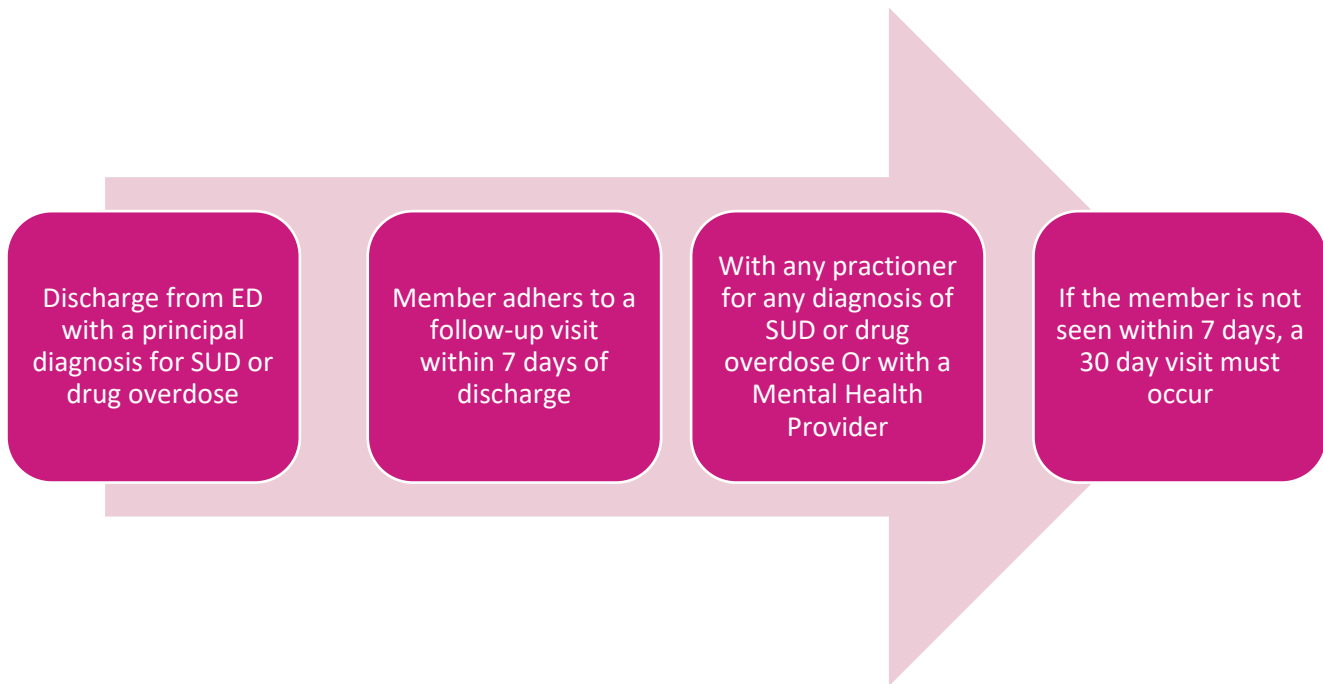 Discharge from ED
with a principal
diagnosis for SUD or
drug overdose
Member adhers to a
follow-up visit
within 7 days of
discharge
With any practioner
for any diagnosis of
SUD or drug
overdose Or with a
Mental Health
Provider
If the member is not
seen within 7 days, a
30 day visit must
occur